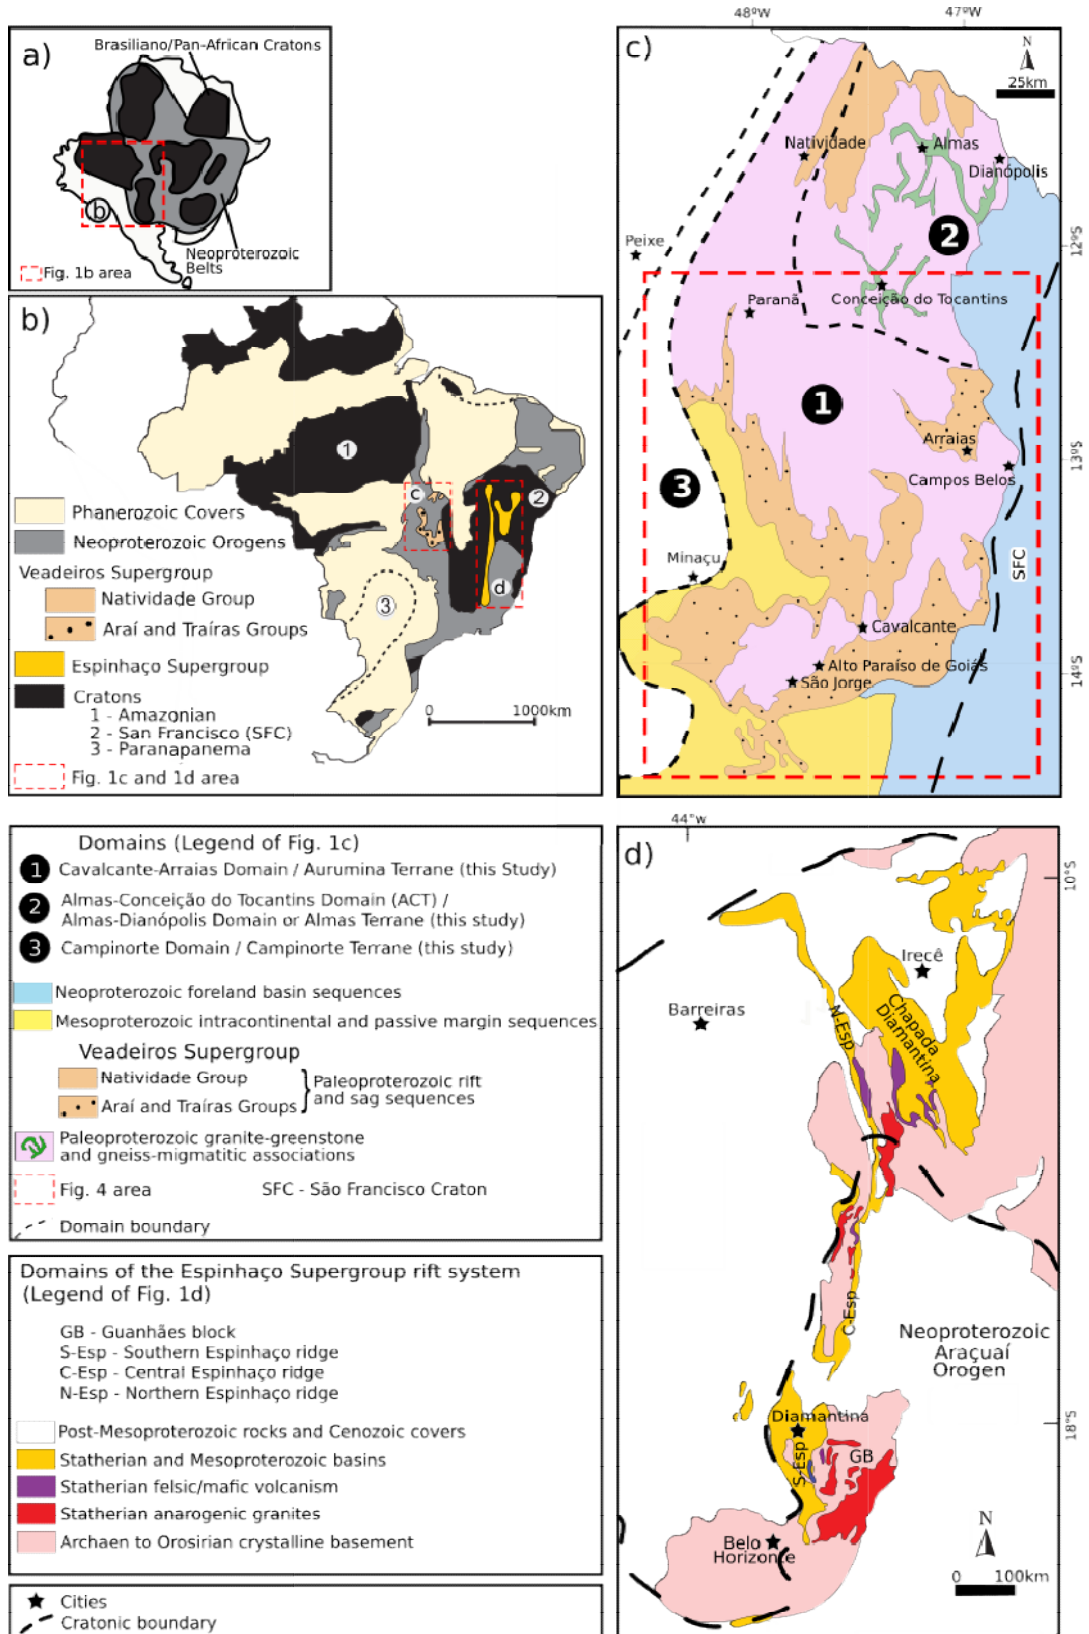 a)
Brasiliano/Pan-African Cratons
b
Neoproterozoic
Belts
Fig. 1b area
b)
1
c
2
d
3
Phanerozoic Covers
Neoproterozoic Orogens
Veadeiros Supergroup
Natividade Group
Araí and Traíras Groups
Espinhaço Supergroup
Cratons
1 - Amazonian
2 - San Francisco (SFC)
3 - Paranapanema
Fig. 1c and 1d area
0 1000km
48°W 47°W
c)
N
25km
Natividade
Almas
Dianópolis
2
Peixe
12°S
Paranã
Conceição do Tocantins
1
Arraias
13°S
Campos Belos
3
Minaçu
SFC
Cavalcante
Alto Paraíso de Goiás
São Jorge
14°S
Domains (Legend of Fig. 1c)
1 Cavalcante-Arraias Domain / Aurumina Terrane (this Study)
2 Almas-Conceição do Tocantins Domain (ACT) /
Almas-Dianópolis Domain or Almas Terrane (this study)
3 Campinorte Domain / Campinorte Terrane (this study)
Neoproterozoic foreland basin sequences
Mesoproterozoic intracontinental and passive margin sequences
Veadeiros Supergroup
Natividade Group
Araí and Traíras Groups
Paleoproterozoic rift
and sag sequences
Paleoproterozoic granite-greenstone
and gneiss-migmatitic associations
Fig. 4 area
SFC - São Francisco Craton
Domain boundary
Domains of the Espinhaço Supergroup rift system
(Legend of Fig. 1d)
GB - Guanhães block
S-Esp - Southern Espinhaço ridge
C-Esp - Central Espinhaço ridge
N-Esp - Northern Espinhaço ridge
Post-Mesoproterozoic rocks and Cenozoic covers
Statherian and Mesoproterozoic basins
Statherian felsic/mafic volcanism
Statherian anarogenic granites
Archaen to Orosirian crystalline basement
Cities
Cratonic boundary
44°w
d)
10°S
Irecê
Barreiras
N-Esp
Chapada
Diamantina
C-Esp
Neoproterozoic
Araçuaí
Orogen
Diamantina
18°S
S-Esp
GB
Belo
Horizonte
N
0 100km